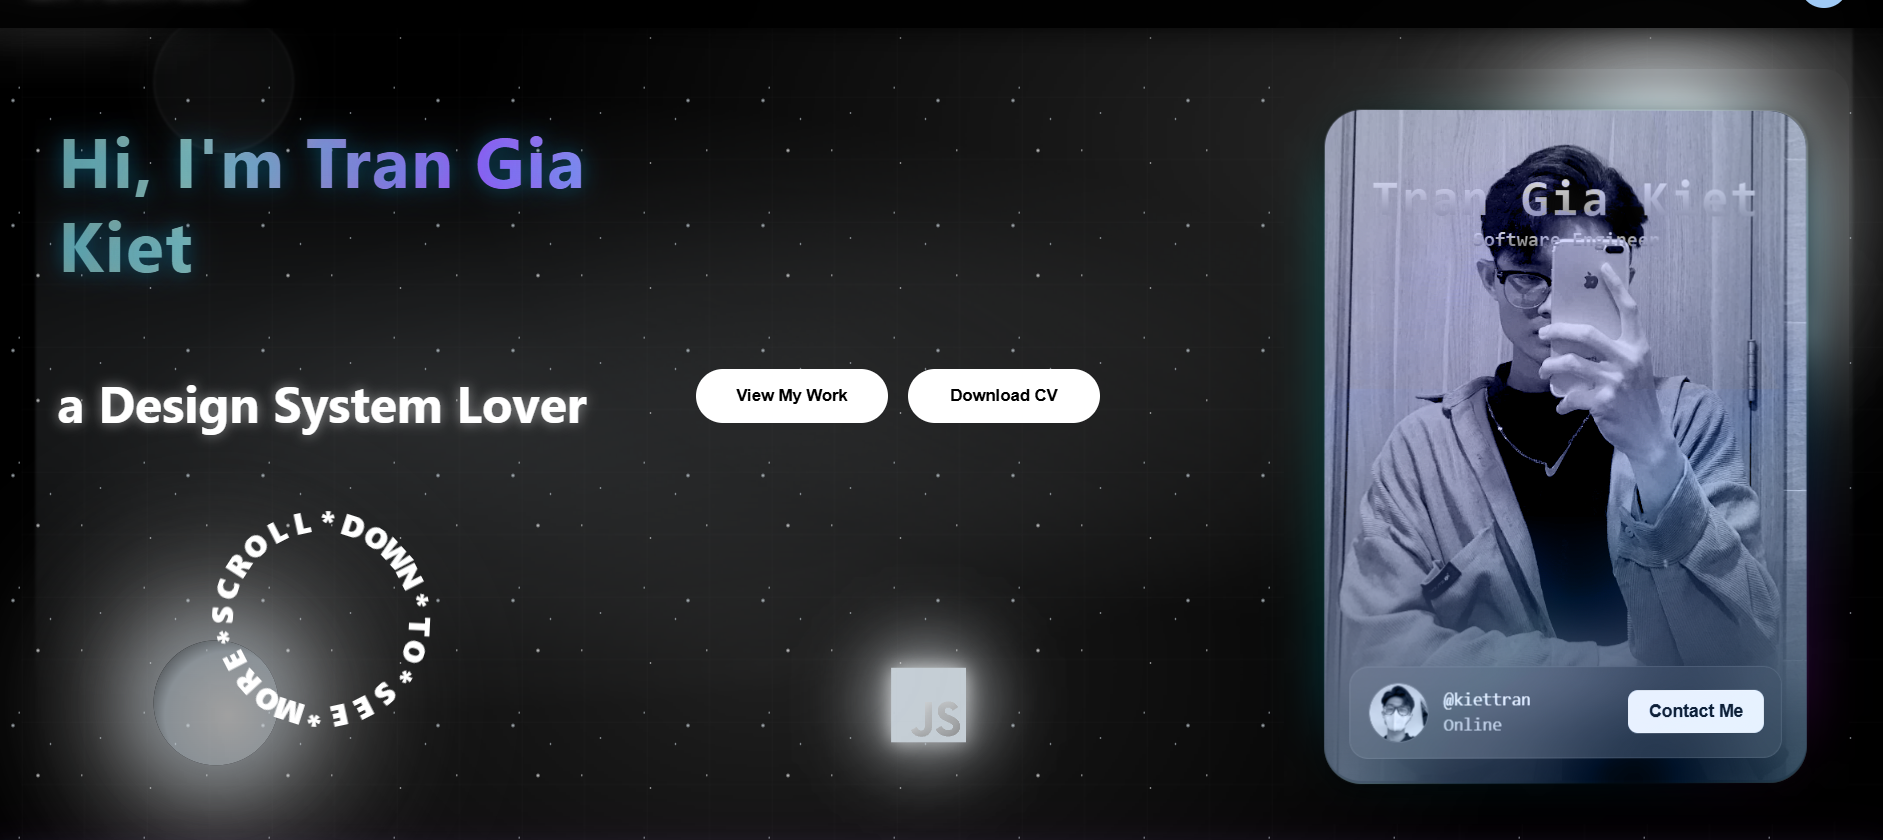 Hi, I'm Tran Gia
Kiet
a Design System Lover
View My Work
Download CV
SCROLL*DOWN*TO*SEE*MORE*
JS
Tran Gia Kiet
Software Engineer
@kiettran
Online
Contact Me